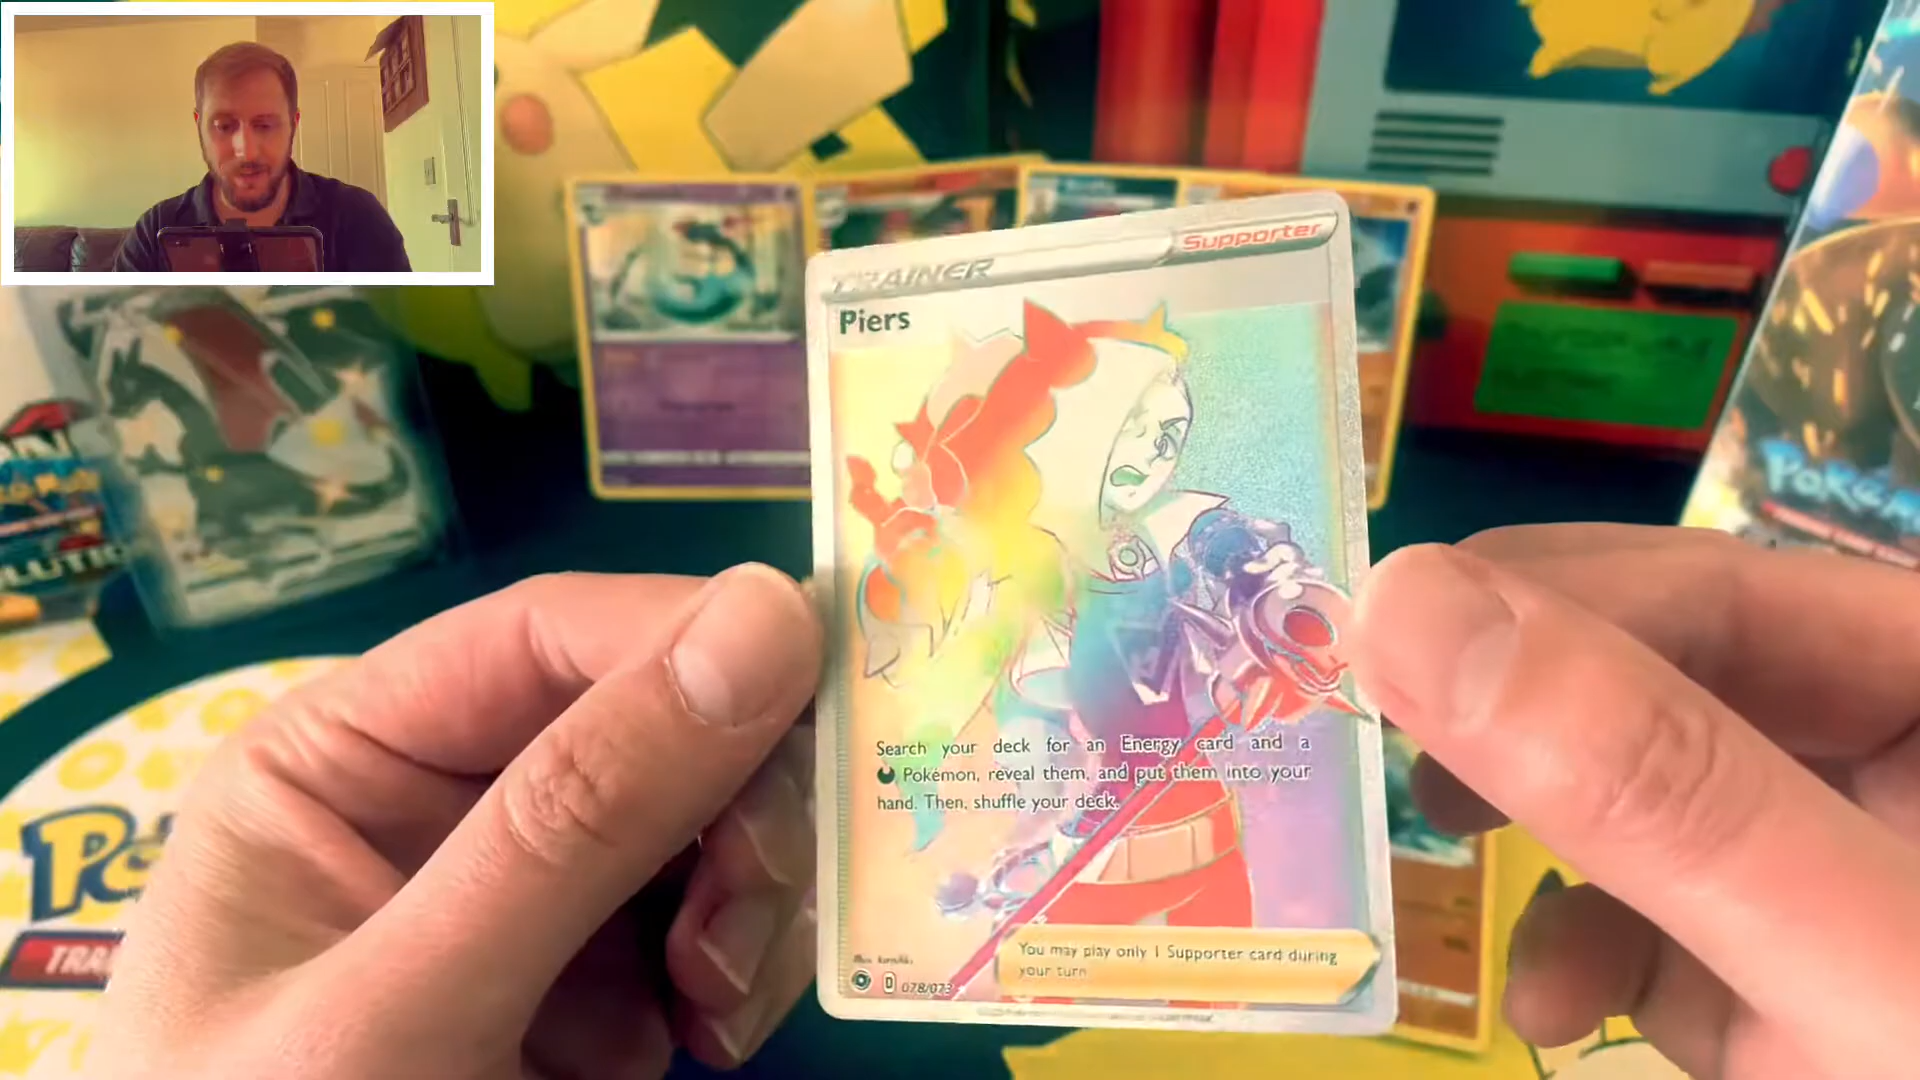 TRAINER
Supporter
Piers
Search your deck for an Energy card and a
Pokémon, reveal them, and put them into your
hand. Then, shuffle your deck.
You may play only 1 Supporter card during
your turn
D 078/073